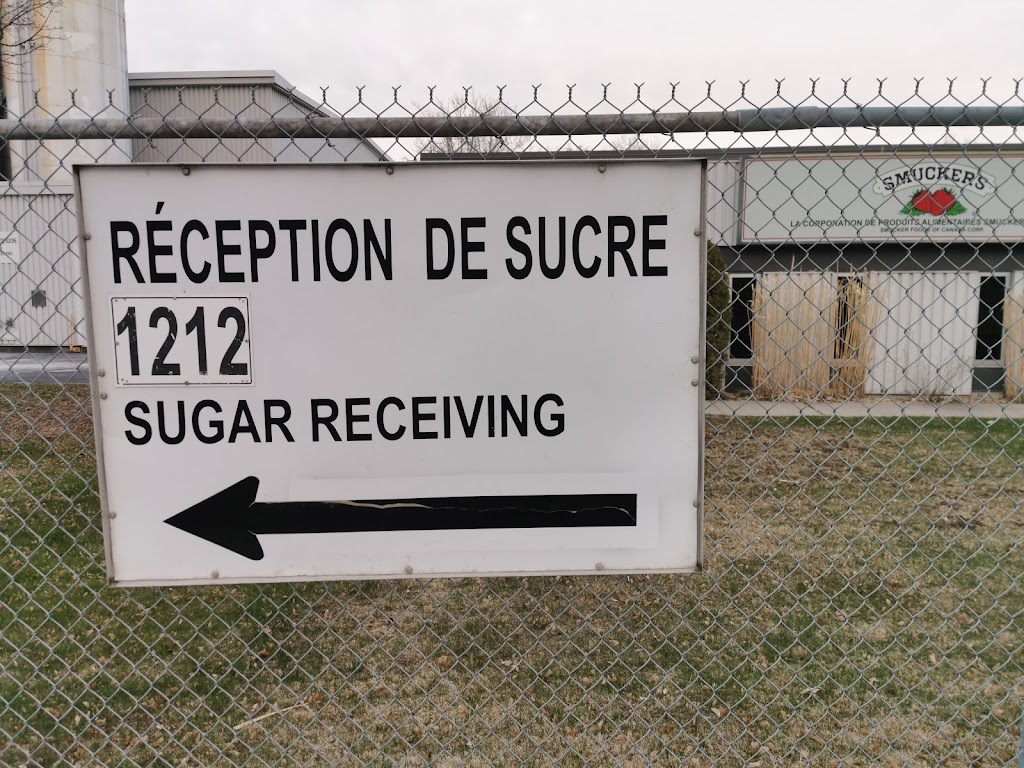 RÉCEPTION DE SUCRE
1212
SUGAR RECEIVING
SMUCKER'S
LA CORPORATION DE PRODUITS ALIMENTAIRES SMUCKER
SMUCKER FOODS OF CANADA CORP.